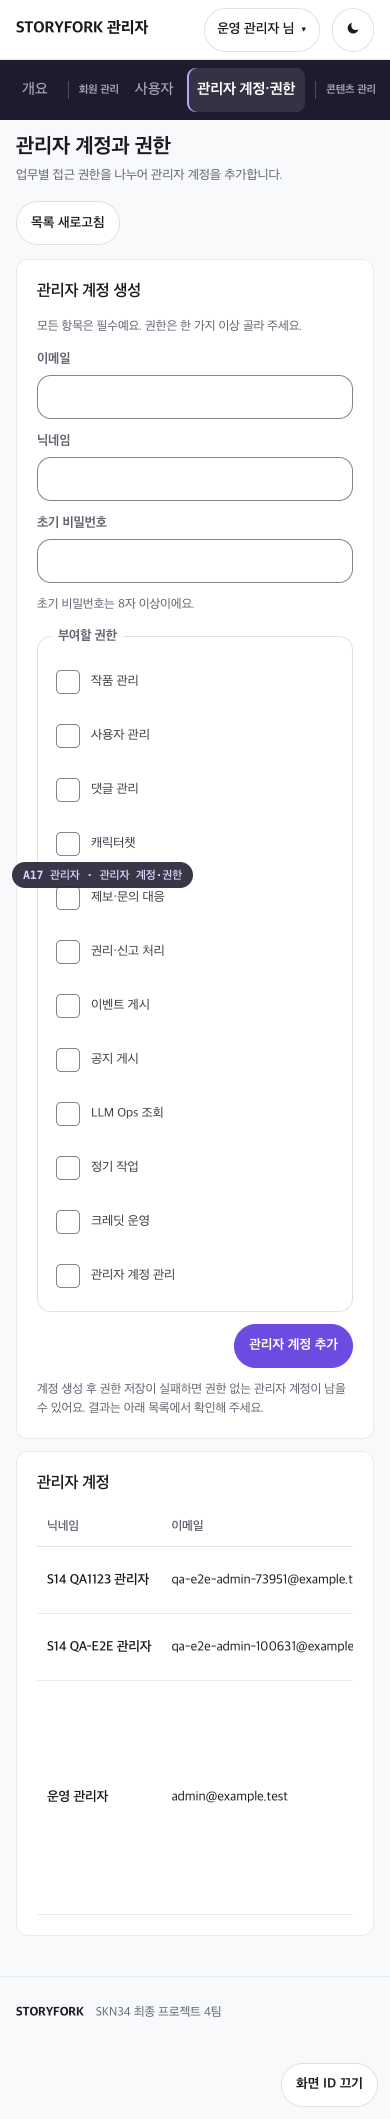 STORYFORK 관리자
운영 관리자 님 ▾
개요 회원 관리 사용자 관리자 계정·권한 콘텐츠 관리
관리자 계정과 권한
업무별 접근 권한을 나누어 관리자 계정을 추가합니다.
목록 새로고침
관리자 계정 생성
모든 항목은 필수예요. 권한은 한 가지 이상 골라 주세요.
이메일
닉네임
초기 비밀번호
초기 비밀번호는 8자 이상이에요.
부여할 권한
작품 관리
사용자 관리
댓글 관리
캐릭터챗
A17 관리자 · 관리자 계정·권한
제보·문의 대응
권리·신고 처리
이벤트 게시
공지 게시
LLM Ops 조회
정기 작업
크레딧 운영
관리자 계정 관리
관리자 계정 추가
계정 생성 후 권한 저장이 실패하면 권한 없는 관리자 계정이 남을
수 있어요. 결과는 아래 목록에서 확인해 주세요.
관리자 계정
닉네임 이메일
S14 QA1123 관리자 qa-e2e-admin-73951@example.t
S14 QA-E2E 관리자 qa-e2e-admin-100631@example
운영 관리자 admin@example.test
STORYFORK SKN34 최종 프로젝트 4팀
화면 ID 끄기